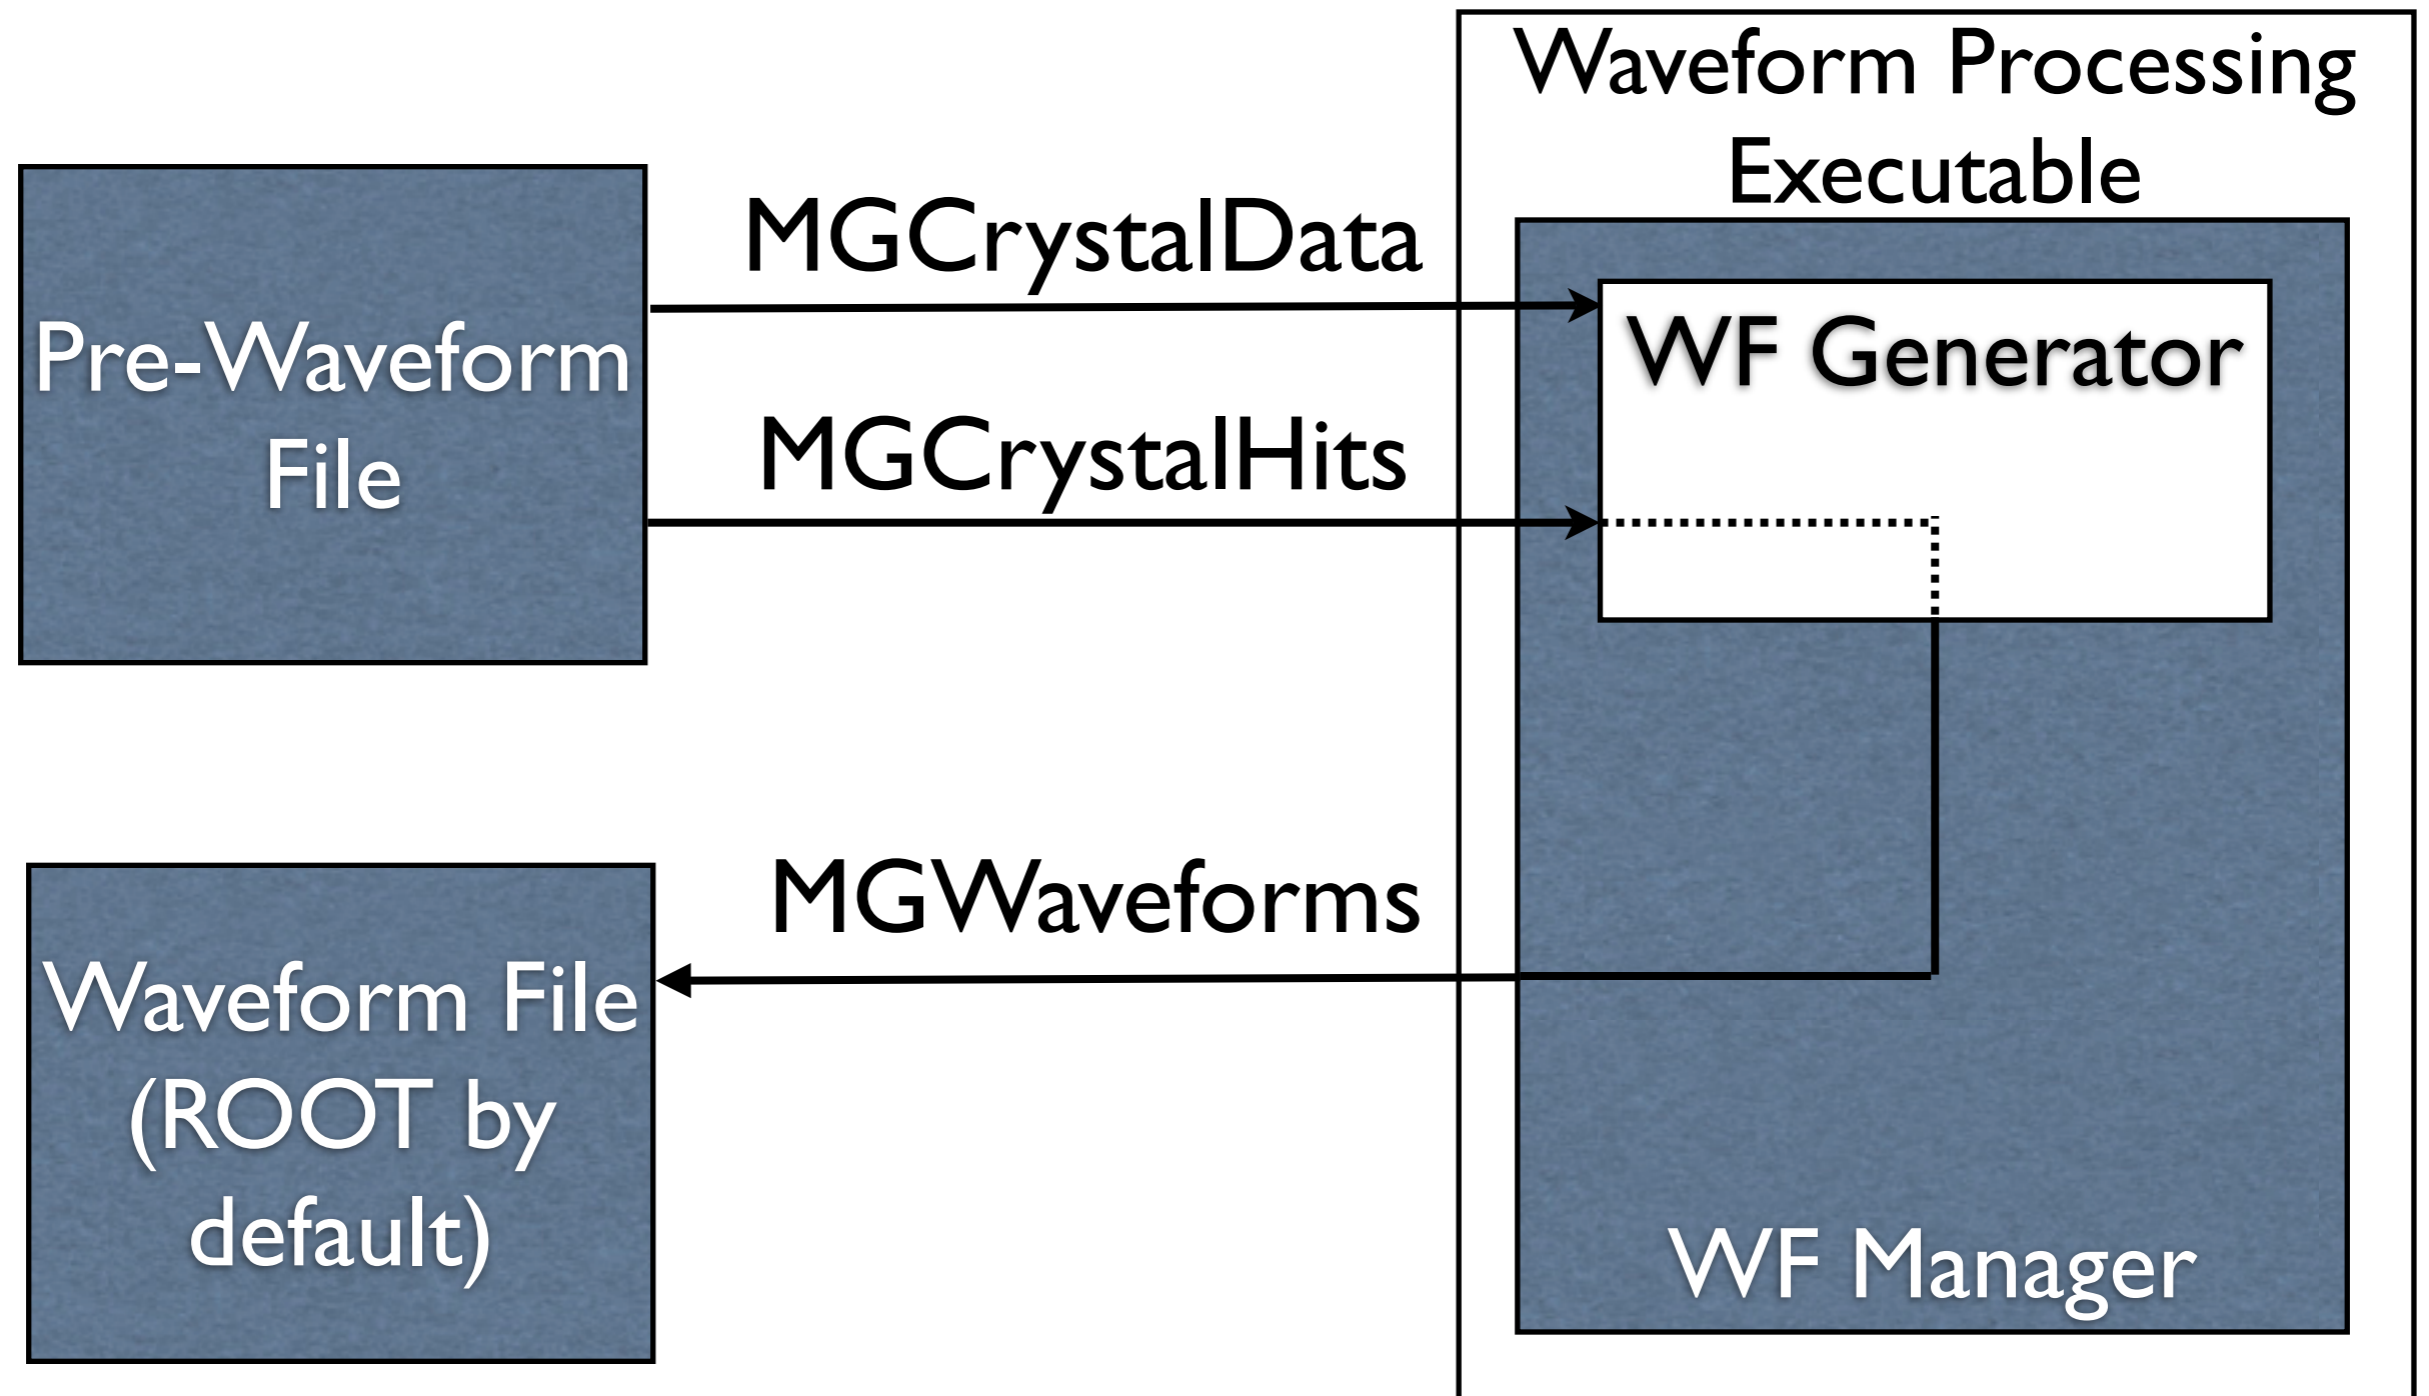 Waveform Processing
Executable
MGCrystalData
Pre-Waveform
File
WF Generator
MGCrystalHits
MGWaveforms
Waveform File
(ROOT by
default)
WF Manager